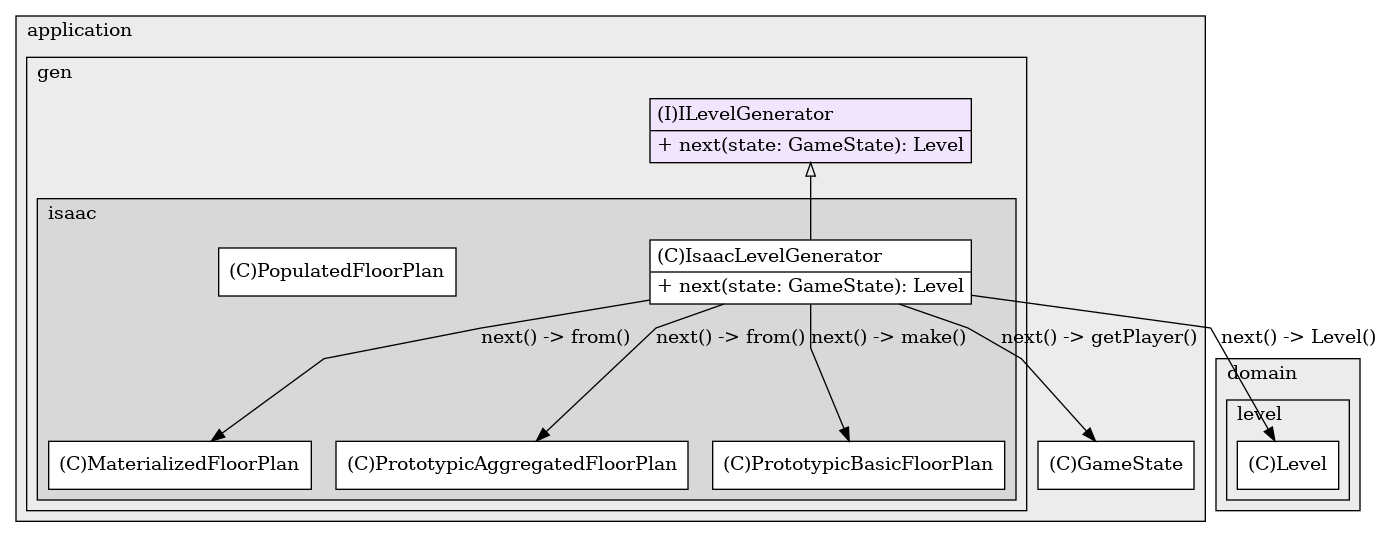 application
gen
(I)ILevelGenerator
+ next(state: GameState): Level
isaac
(C)PopulatedFloorPlan
(C)IsaacLevelGenerator
+ next(state: GameState): Level
next() -> from()
next() -> from()
next() -> make()
next() -> getPlayer()
next() -> Level()
domain
level
(C)MaterializedFloorPlan
(C)PrototypicAggregatedFloorPlan
(C)PrototypicBasicFloorPlan
(C)GameState
(C)Level